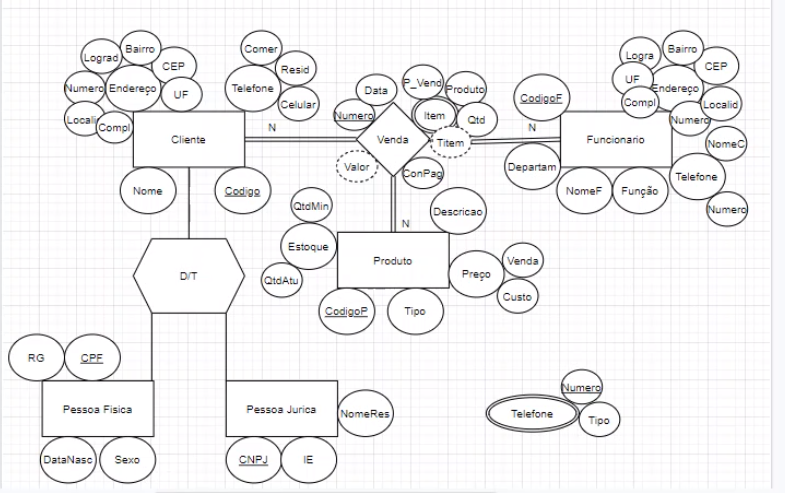 Lograd
Bairro
CEP
Numero
Endereço
UF
Locali
Compl
Cliente
Nome
Codigo
Comer
Resid
Telefone
Celular
N
Data
Numero
P_Vend
Produto
Item
Qtd
Titem
Venda
Valor
ConPag
N
CodigoF
N
Departam
Logra
Bairro
CEP
UF
Endereço
Compl
Localid
Numero
Funcionario
NomeF
Função
NomeC
Telefone
Numero
QtdMin
Estoque
QtdAtu
Descricao
Produto
Preço
Venda
Custo
CodigoP
Tipo
D/T
RG
CPF
Pessoa Fisica
DataNasc
Sexo
Pessoa Jurica
NomeRes
CNPJ
IE
Numero
Telefone
Tipo